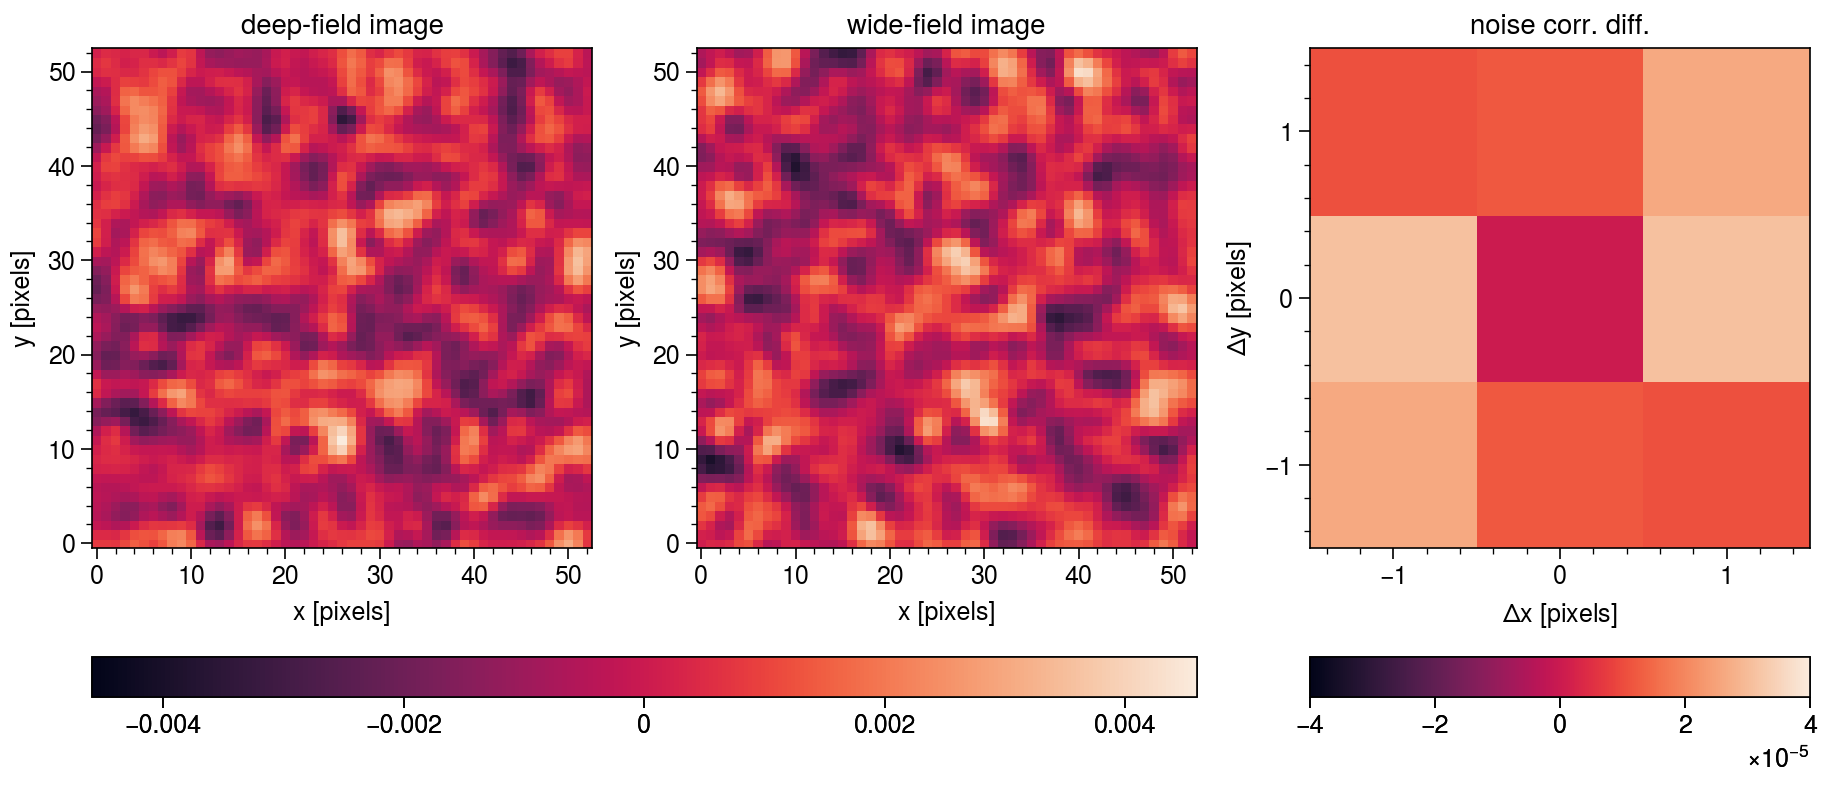 deep-field image
wide-field image
noise corr. diff.
50
40
30
20
10
0
y [pixels]
0 10 20 30 40 50
x [pixels]
50
40
30
20
10
0
y [pixels]
0 10 20 30 40 50
x [pixels]
1
0
−1
Δy [pixels]
−1 0 1
Δx [pixels]
−0.004 −0.002 0 0.002 0.004
−4 −2 0 2 4
×10⁻⁵